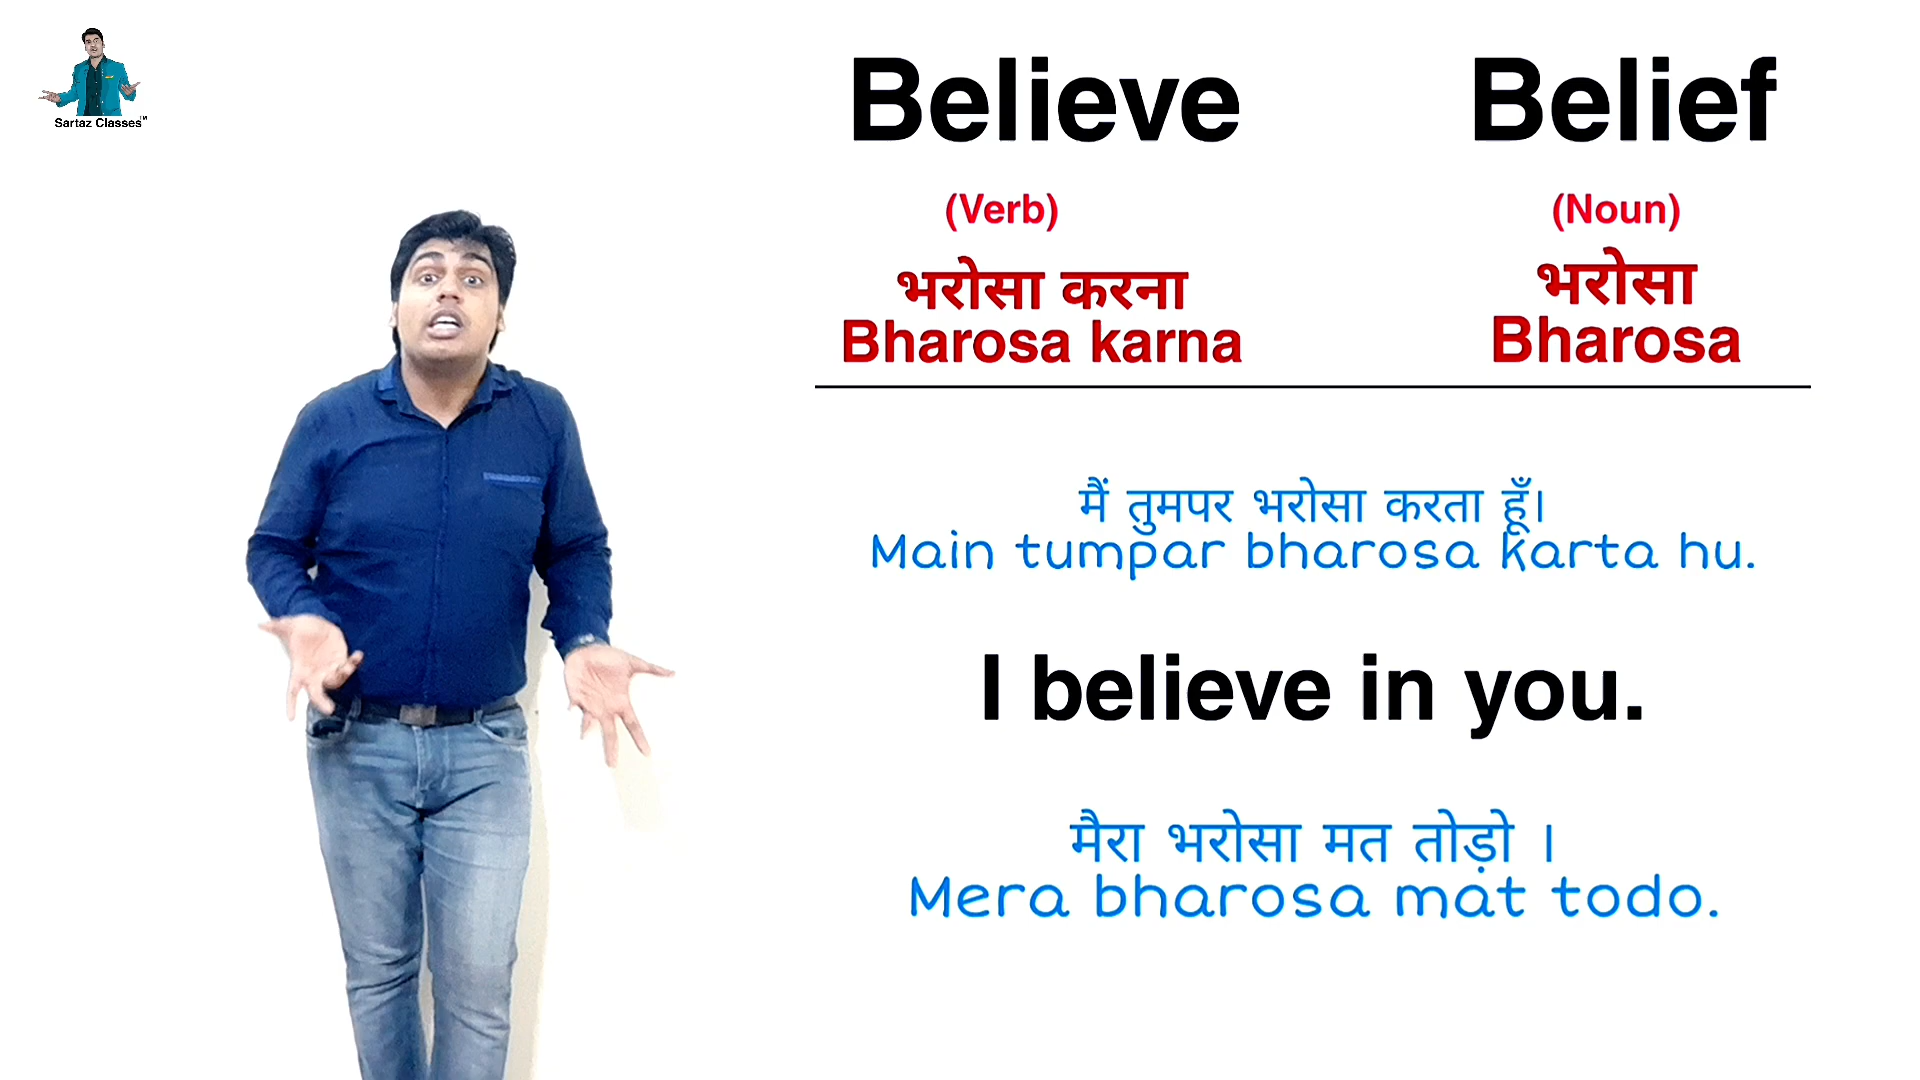 Sartaz Classes™
Believe Belief
(Verb) (Noun)
भरोसा करना भरोसा
Bharosa karna Bharosa
मैं तुमपर भरोसा करता हूँ।
Main tumpar bharosa karta hu.
I believe in you.
मैरा भरोसा मत तोड़ो ।
Mera bharosa mat todo.